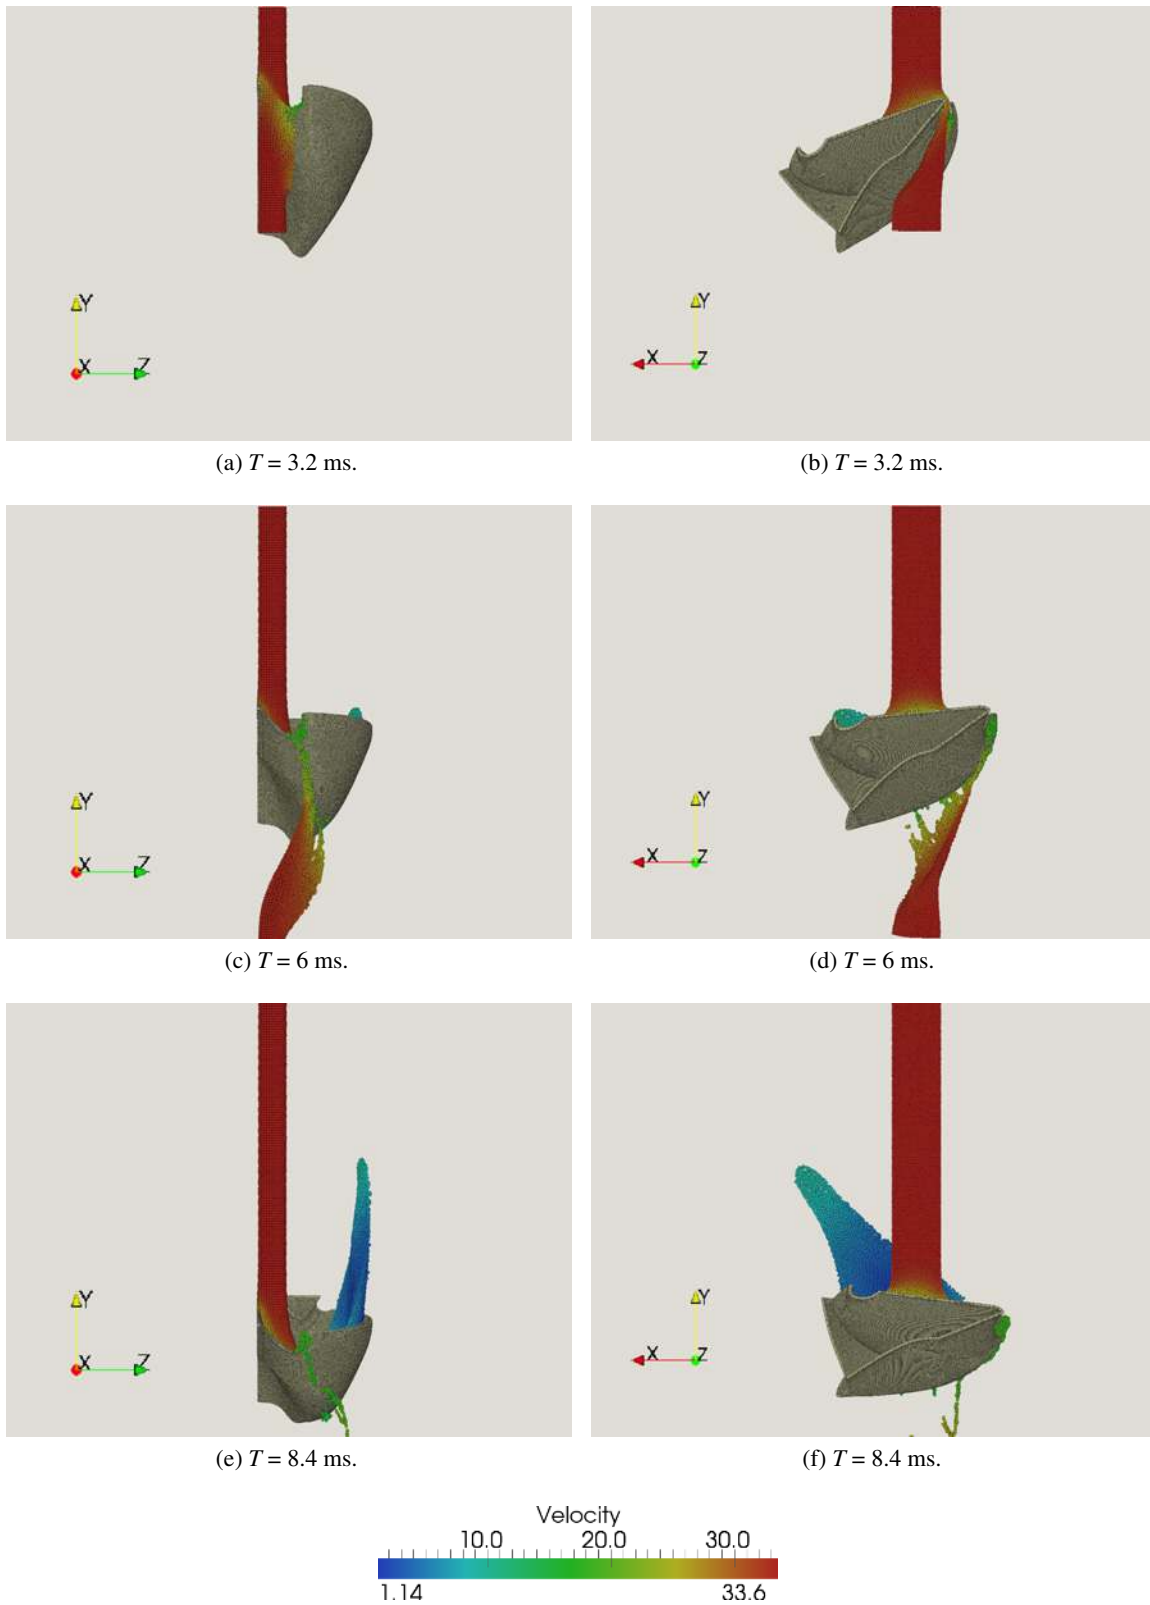 Y
X Z
Y
X Z
(a) T = 3.2 ms.
(b) T = 3.2 ms.
Y
X Z
Y
X Z
(c) T = 6 ms.
(d) T = 6 ms.
Y
X Z
Y
X Z
(e) T = 8.4 ms.
(f) T = 8.4 ms.
Velocity
10.0 20.0 30.0
1.14 33.6